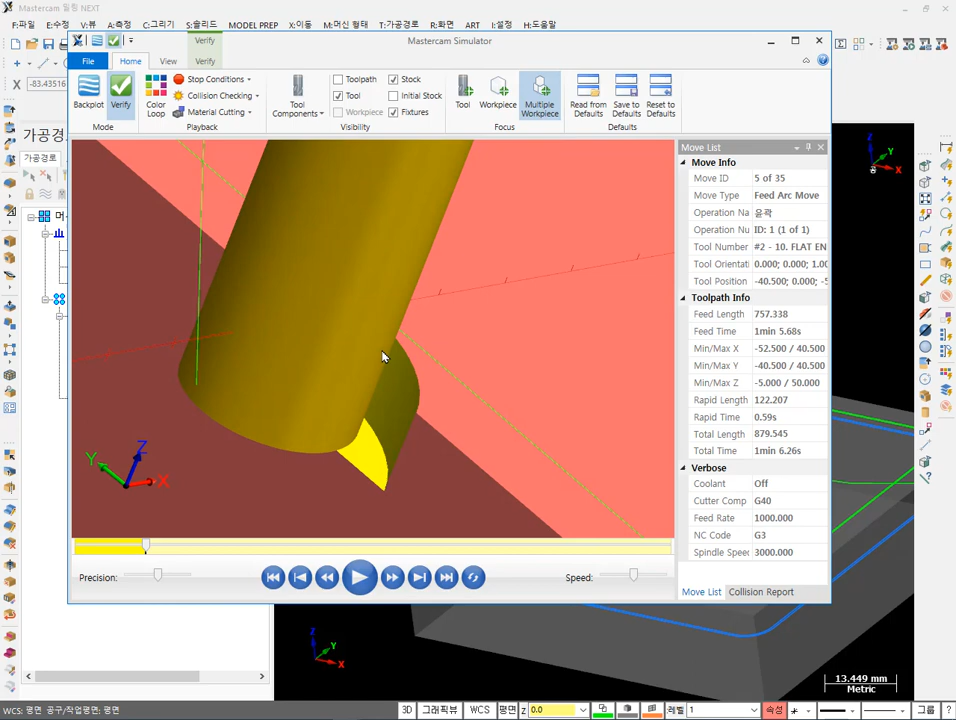 Mastercam 밀링 NEXT
F:파일
E:수정
V:뷰
A:측정
C:그리기
S:솔리드
MODEL PREP
X:이동
M:머신 형태
T:가공경로
R:화면
ART
I:설정
H:도움말
Verify
Mastercam Simulator
File
Home
View
Verify
X
-83.43516
Backplot
Verify
Mode
Color Loop
Stop Conditions
Collision Checking
Material Cutting
Playback
Tool Components
Toolpath
Tool
Workpiece
Stock
Initial Stock
Fixtures
Visibility
Tool
Workpiece
Multiple Workpiece
Focus
Read from Defaults
Save to Defaults
Reset to Defaults
Defaults
가공경로
머
Move List
Move Info
Move ID 5 of 35
Move Type Feed Arc Move
Operation Na 윤곽
Operation Nu ID: 1 (1 of 1)
Tool Number #2 - 10. FLAT EN
Tool Orientat 0.000; 0.000; 1.00
Tool Position -40.500; 0.000; -5
Toolpath Info
Feed Length 757.338
Feed Time 1min 5.68s
Min/Max X -52.500 / 40.500
Min/Max Y -40.500 / 40.500
Min/Max Z -5.000 / 50.000
Rapid Length 122.207
Rapid Time 0.59s
Total Length 879.545
Total Time 1min 6.26s
Verbose
Coolant Off
Cutter Comp G40
Feed Rate 1000.000
NC Code G3
Spindle Speed 3000.000
Move List
Collision Report
Z
Y
X
Precision:
Speed:
Z
Y
X
Z
Y
X
13.449 mm
Metric
WCS: 평면 공구/작업평면: 평면
3D
그래픽뷰
WCS
평면
Z
0.0
레벨
1
속성
그룹